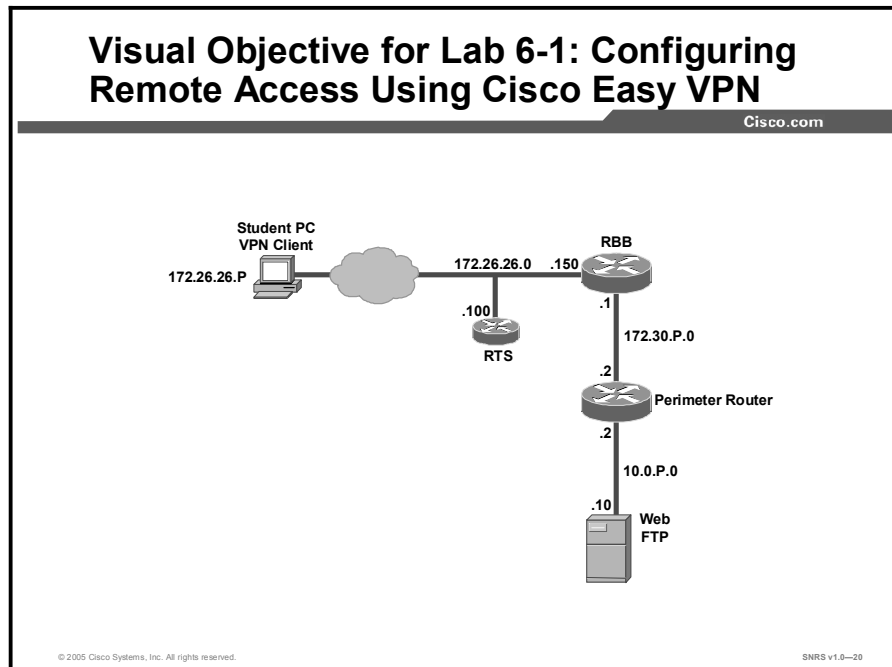 Visual Objective for Lab 6-1: Configuring
Remote Access Using Cisco Easy VPN
Cisco.com
Student PC
VPN Client
RBB
172.26.26.P
172.26.26.0
.150
.100
.1
RTS
172.30.P.0
.2
Perimeter Router
.2
10.0.P.0
.10
Web
FTP
© 2005 Cisco Systems, Inc. All rights reserved.
SNRS v1.0—20